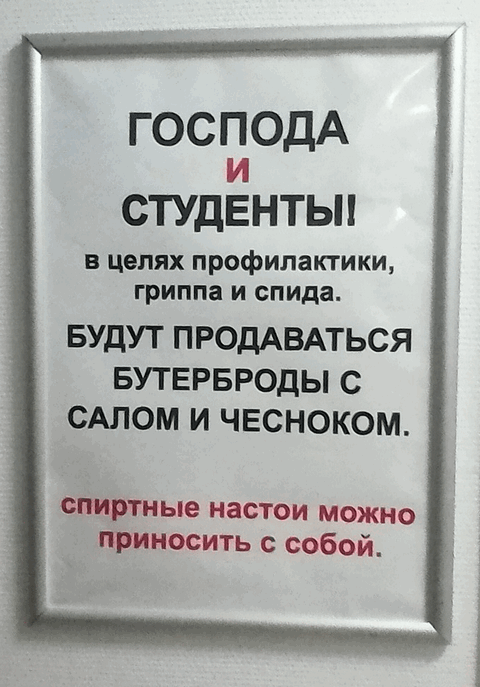 ГОСПОДА
И
СТУДЕНТЫ!
в целях профилактики,
гриппа и спида.
БУДУТ ПРОДАВАТЬСЯ
БУТЕРБРОДЫ С
САЛОМ И ЧЕСНОКОМ.
спиртные настои можно
приносить с собой.